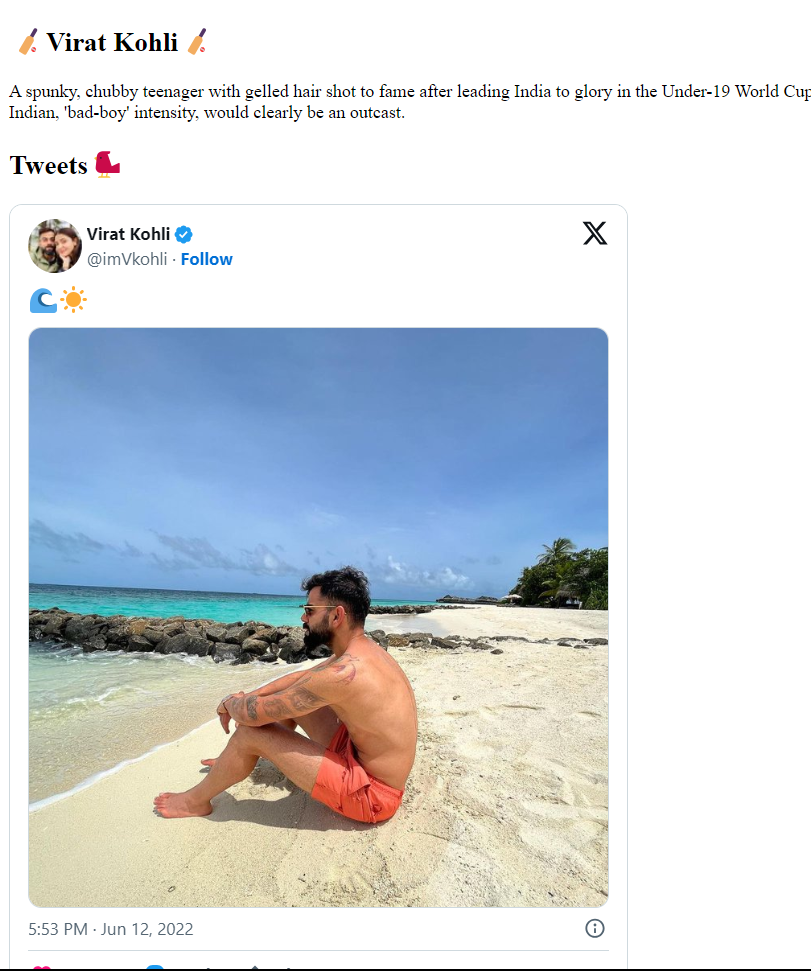 🏏 Virat Kohli 🏏
A spunky, chubby teenager with gelled hair shot to fame after leading India to glory in the Under-19 World Cup
Indian, 'bad-boy' intensity, would clearly be an outcast.
Tweets
Virat Kohli
@imVkohli · Follow
🌊☀️
5:53 PM · Jun 12, 2022